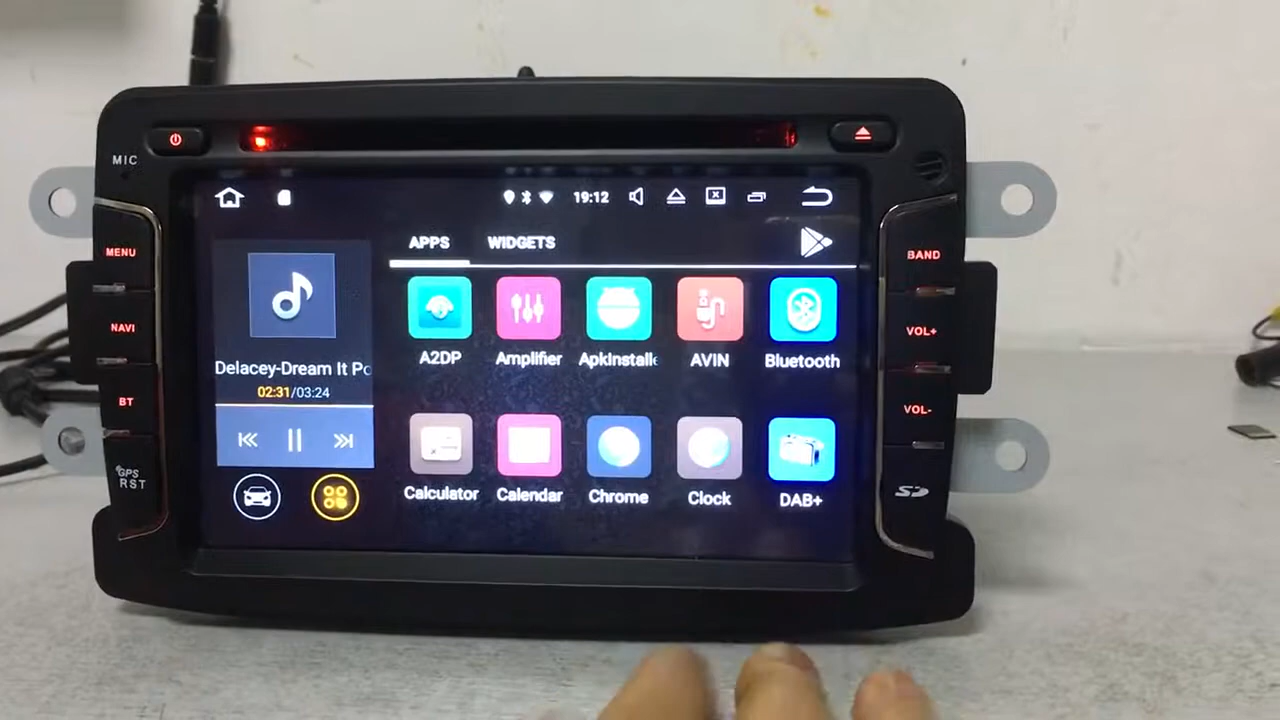 MIC
MENU
NAVI
BT
GPS
RST
19:12
APPS WIDGETS
Delacey-Dream It Po
02:31/03:24
A2DP Amplifier ApkInstalle AVIN Bluetooth
Calculator Calendar Chrome Clock DAB+
BAND
VOL+
VOL-
SD